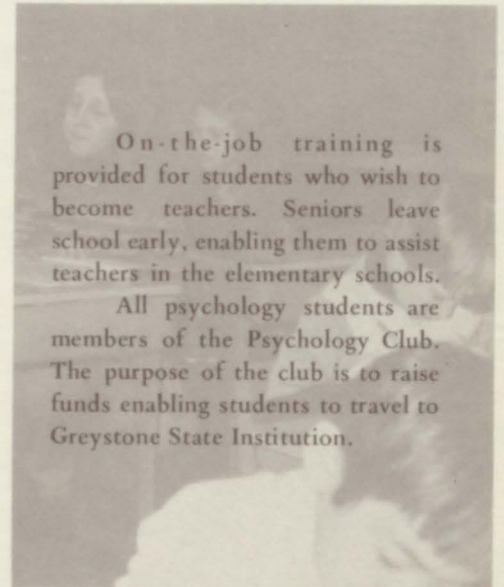 On-the-job training is
provided for students who wish to
become teachers. Seniors leave
school early, enabling them to assist
teachers in the elementary schools.
All psychology students are
members of the Psychology Club.
The purpose of the club is to raise
funds enabling students to travel to
Greystone State Institution.